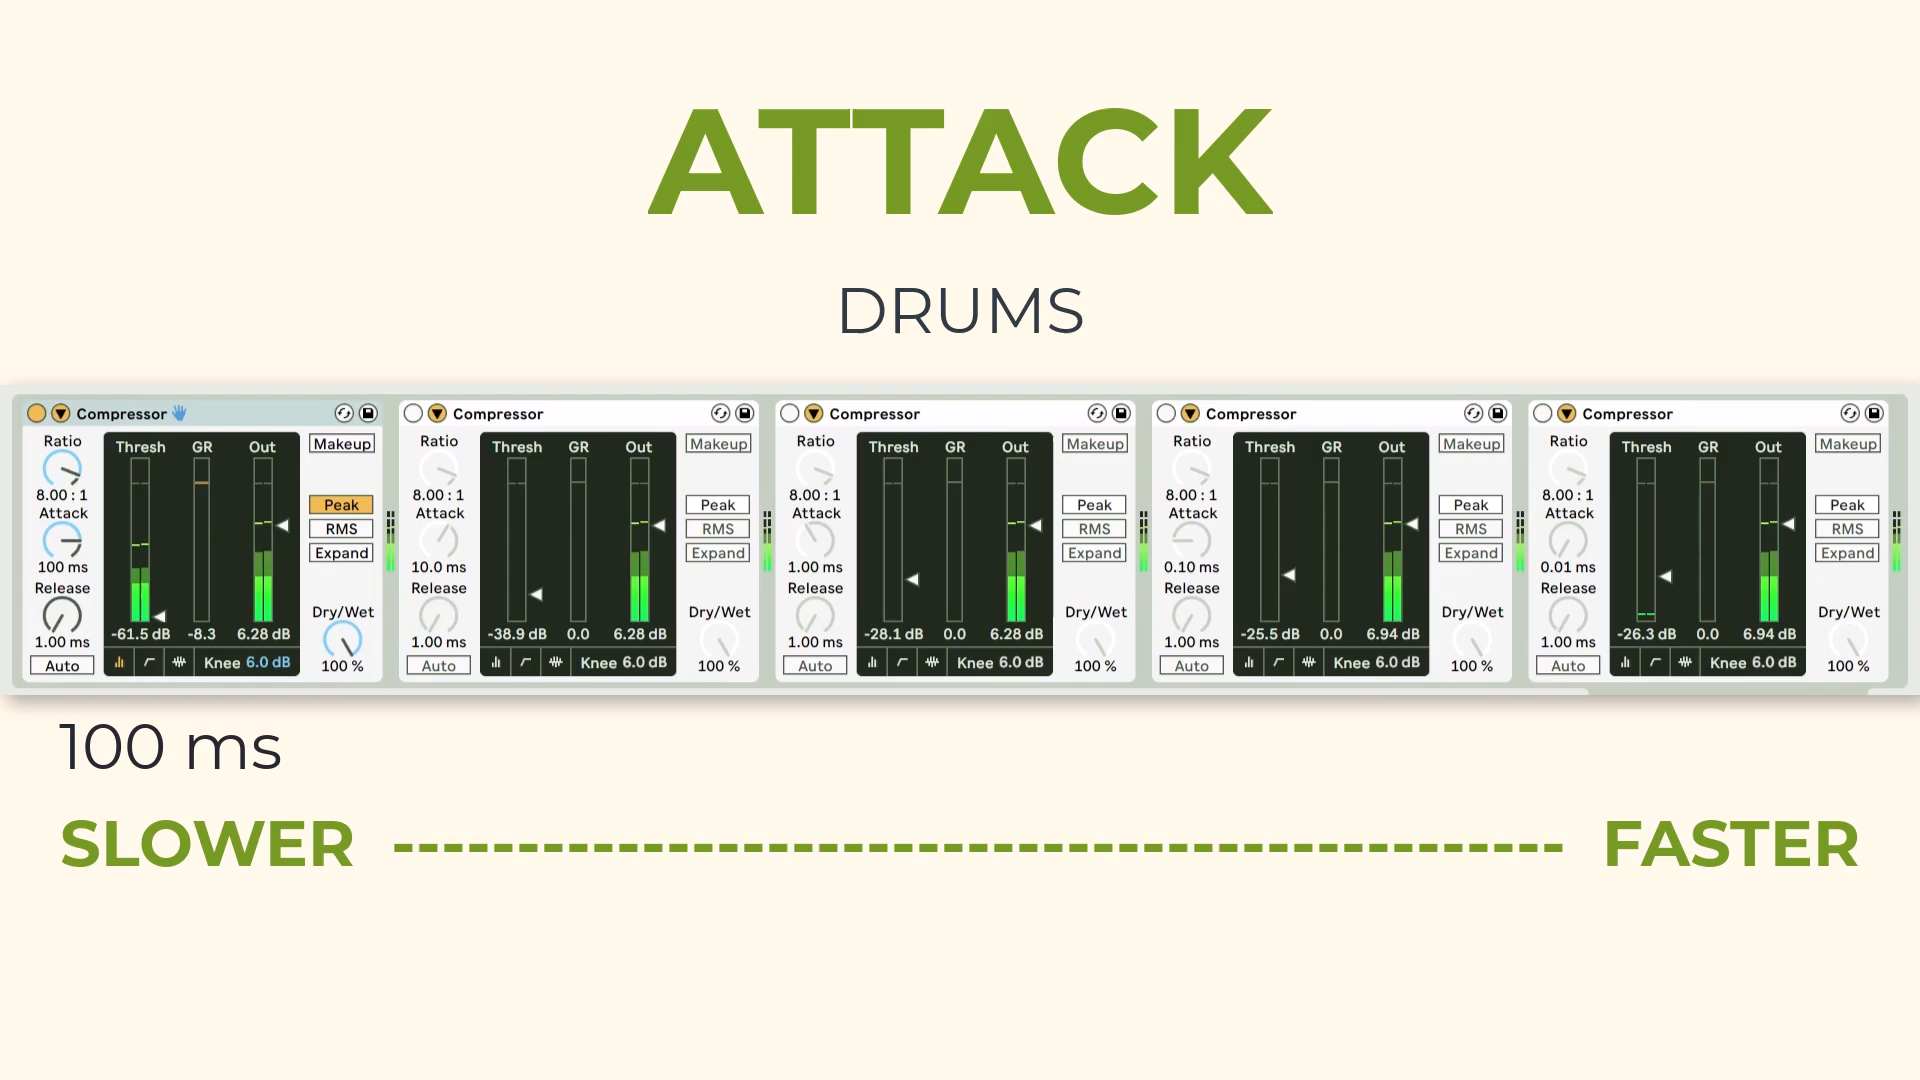 ATTACK
DRUMS
Compressor Compressor Compressor Compressor Compressor
Ratio Thresh GR Out Makeup Ratio Thresh GR Out Makeup Ratio Thresh GR Out Makeup Ratio Thresh GR Out Makeup Ratio Thresh GR Out Makeup
8.00 : 1 Peak 8.00 : 1 Peak 8.00 : 1 Peak 8.00 : 1 Peak 8.00 : 1 Peak
Attack RMS Attack RMS Attack RMS Attack RMS Attack RMS
100 ms Expand 10.0 ms Expand 1.00 ms Expand 0.10 ms Expand 0.01 ms Expand
Release Dry/Wet Release Dry/Wet Release Dry/Wet Release Dry/Wet Release Dry/Wet
1.00 ms -61.5 dB -8.3 6.28 dB 1.00 ms -38.9 dB 0.0 6.28 dB 1.00 ms -28.1 dB 0.0 6.28 dB 1.00 ms -25.5 dB 0.0 6.94 dB 1.00 ms -26.3 dB 0.0 6.94 dB
Auto Knee 6.0 dB 100 % Auto Knee 6.0 dB 100 % Auto Knee 6.0 dB 100 % Auto Knee 6.0 dB 100 % Auto Knee 6.0 dB 100 %
100 ms
SLOWER ----------------------------------------------- FASTER